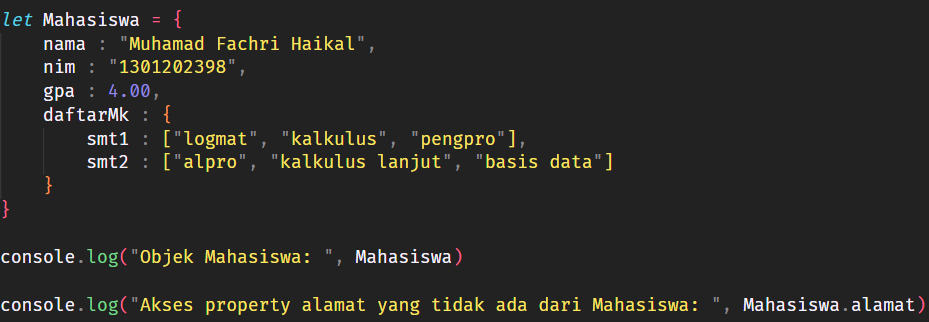 let Mahasiswa = {
    nama : "Muhamad Fachri Haikal",
    nim : "1301202398",
    gpa : 4.00,
    daftarMk : {
        smt1 : ["logmat", "kalkulus", "pengpro"],
        smt2 : ["alpro", "kalkulus lanjut", "basis data"]
    }
}
console.log("Objek Mahasiswa: ", Mahasiswa)
console.log("Akses property alamat yang tidak ada dari Mahasiswa: ", Mahasiswa.alamat)